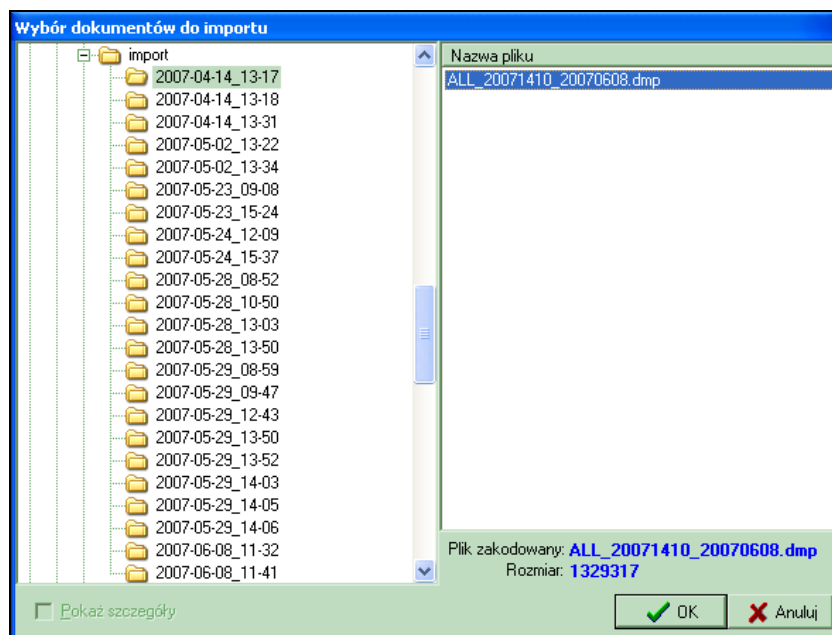 Wybór dokumentów do importu
import
2007-04-14_13-17
2007-04-14_13-18
2007-04-14_13-31
2007-05-02_13-22
2007-05-02_13-34
2007-05-23_09-08
2007-05-23_15-24
2007-05-24_12-09
2007-05-24_15-37
2007-05-28_08-52
2007-05-28_10-50
2007-05-28_13-03
2007-05-28_13-50
2007-05-29_08-59
2007-05-29_09-47
2007-05-29_12-43
2007-05-29_13-50
2007-05-29_13-52
2007-05-29_14-03
2007-05-29_14-05
2007-05-29_14-06
2007-06-08_11-32
2007-06-08_11-41
Nazwa pliku
ALL_20071410_20070608.dmp
Plik zakodowany: ALL_20071410_20070608.dmp
Rozmiar: 1329317
Pokaż szczegóły
OK
Anuluj